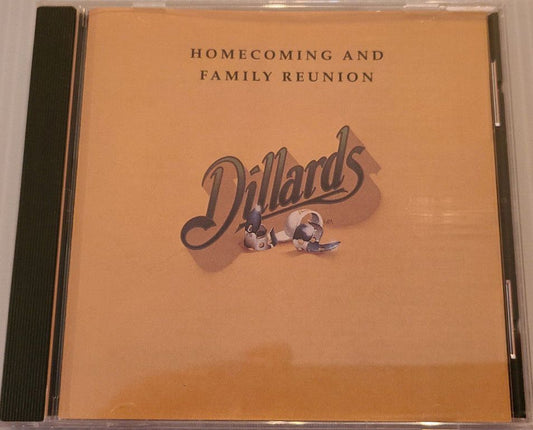 HOMECOMING AND
FAMILY REUNION
Dillards